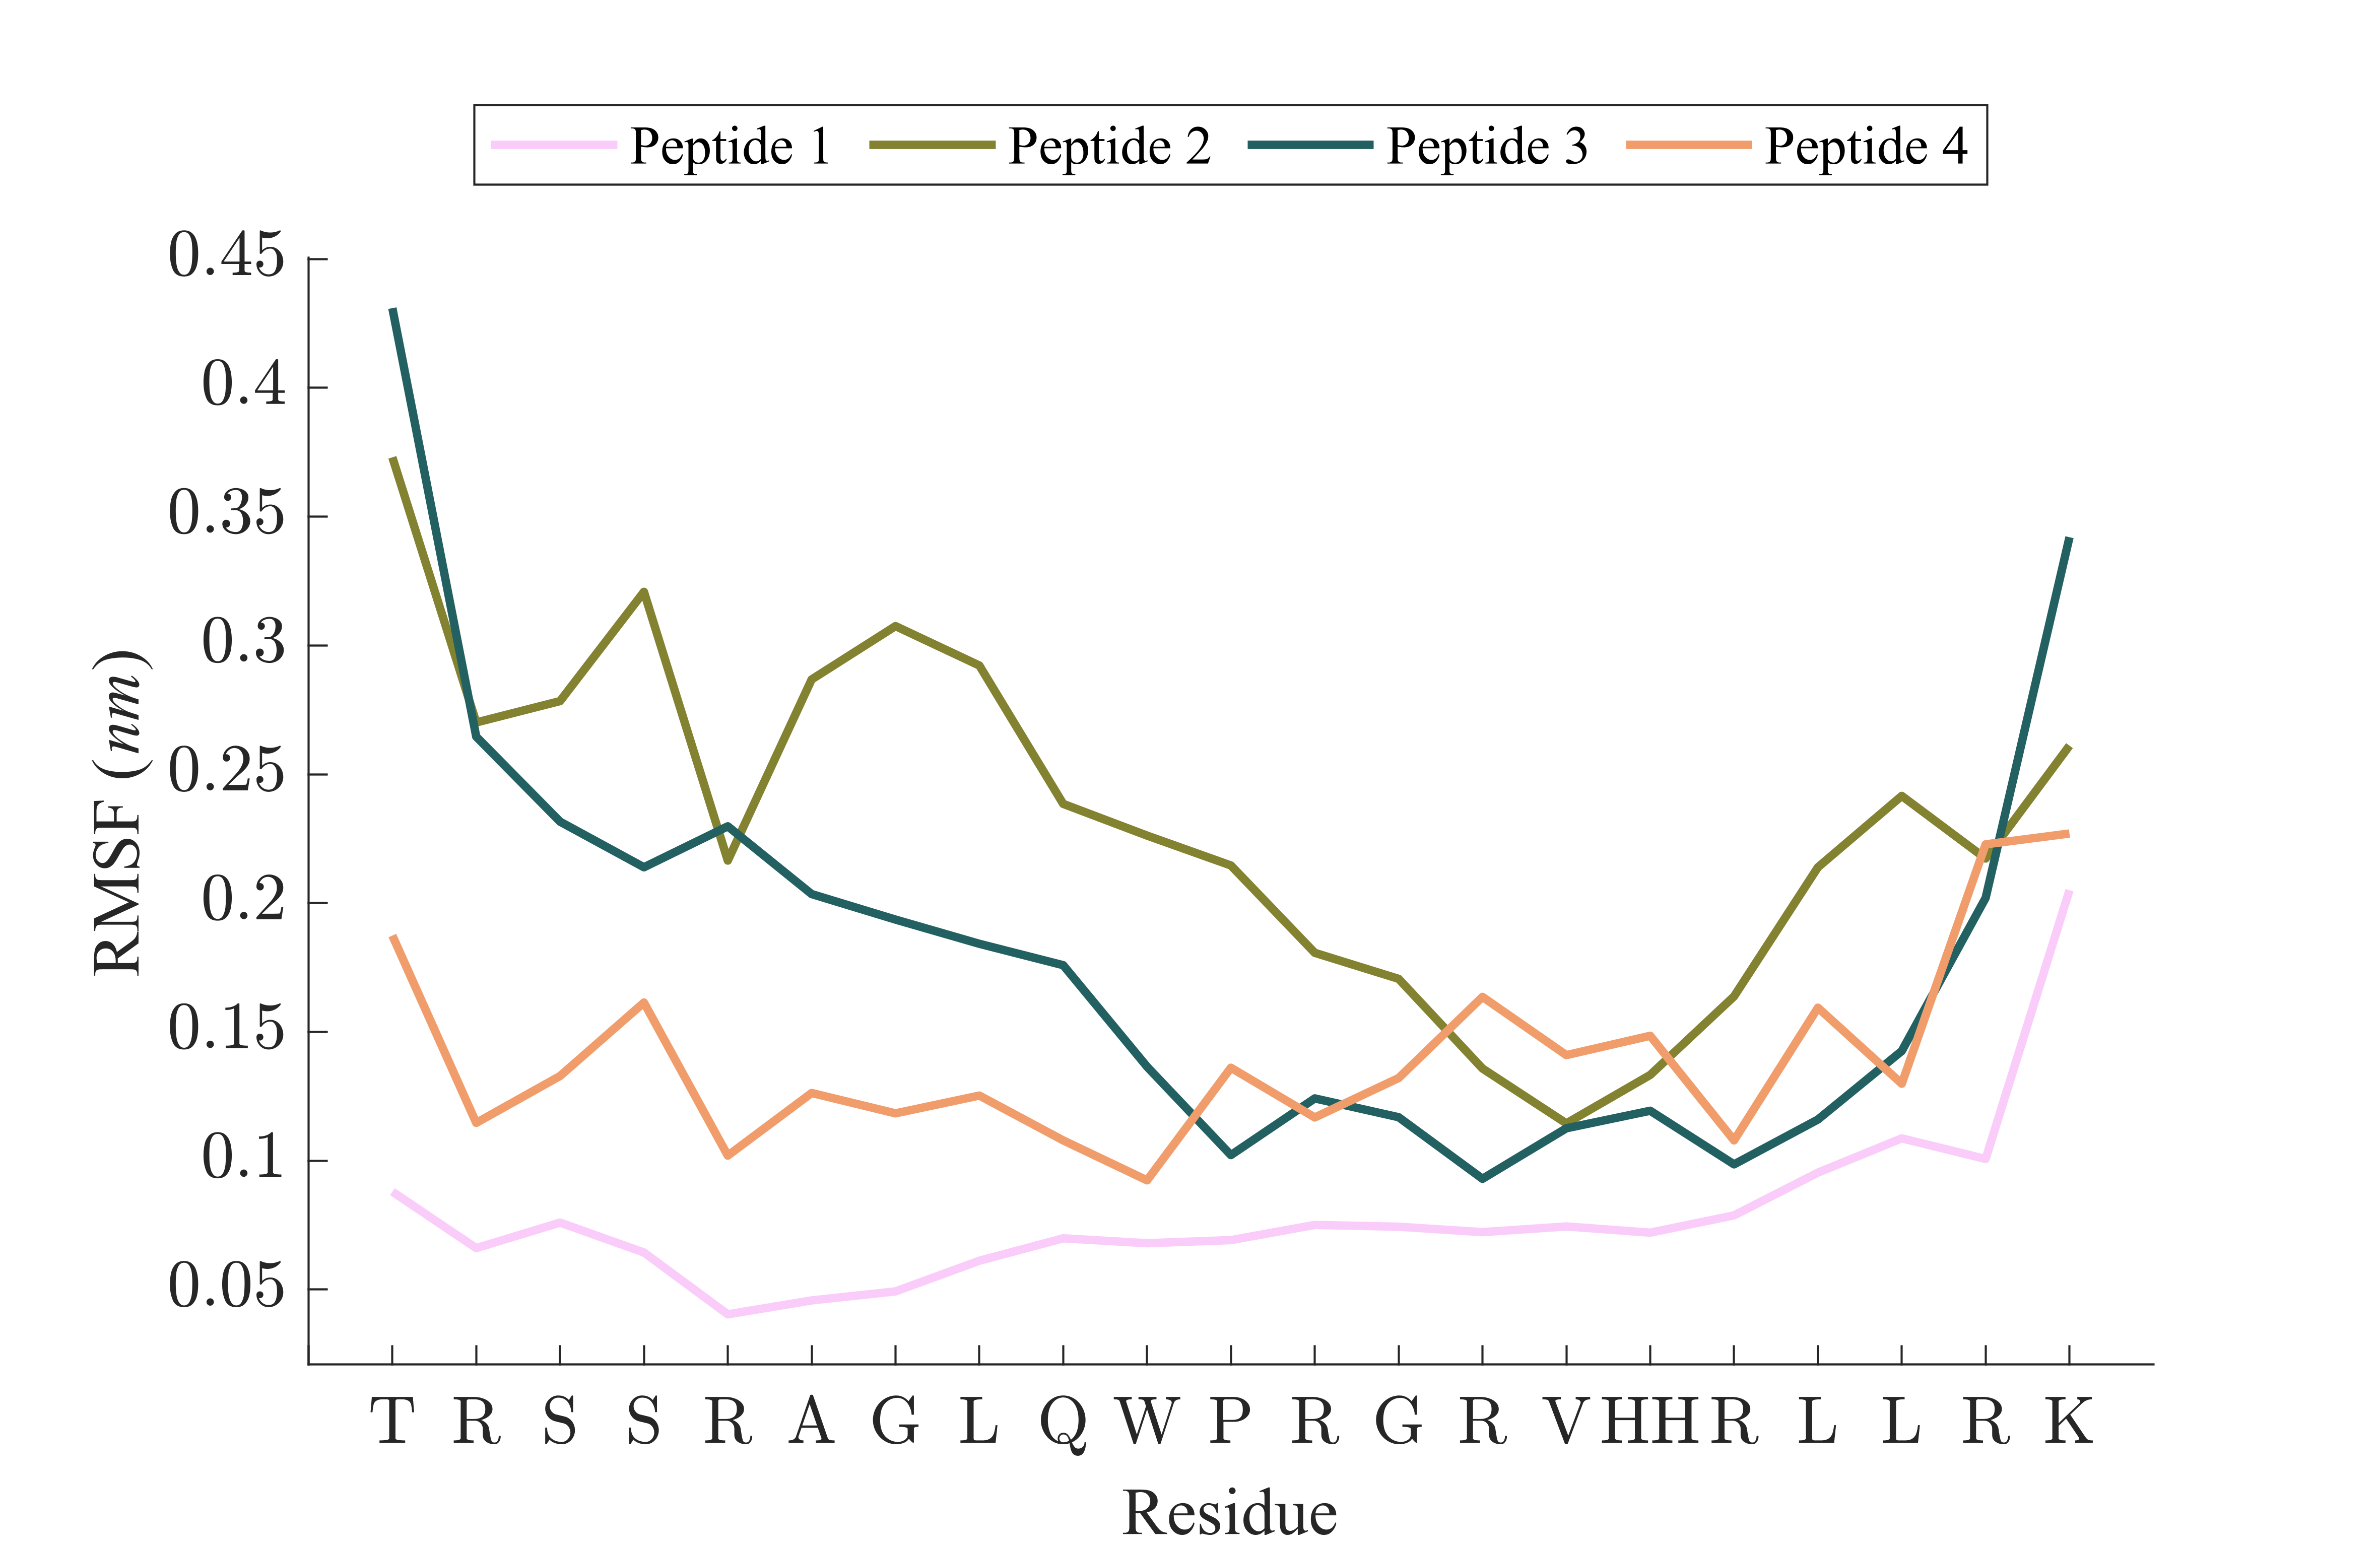 Peptide 1 Peptide 2 Peptide 3 Peptide 4
0.45
0.4
0.35
0.3
0.25
0.2
0.15
0.1
0.05
RMSF (nm)
T R S S R A G L Q W P R G R V HH R L L R K
Residue